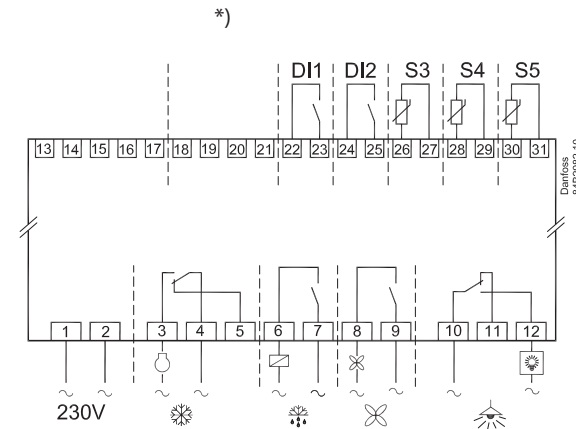 *)
DI1 DI2 S3 S4 S5
13 14 15 16 17 18 19 20 21 22 23 24 25 26 27 28 29 30 31
Danfoss
84B2982.10
1 2 3 4 5 6 7 8 9 10 11 12
230V